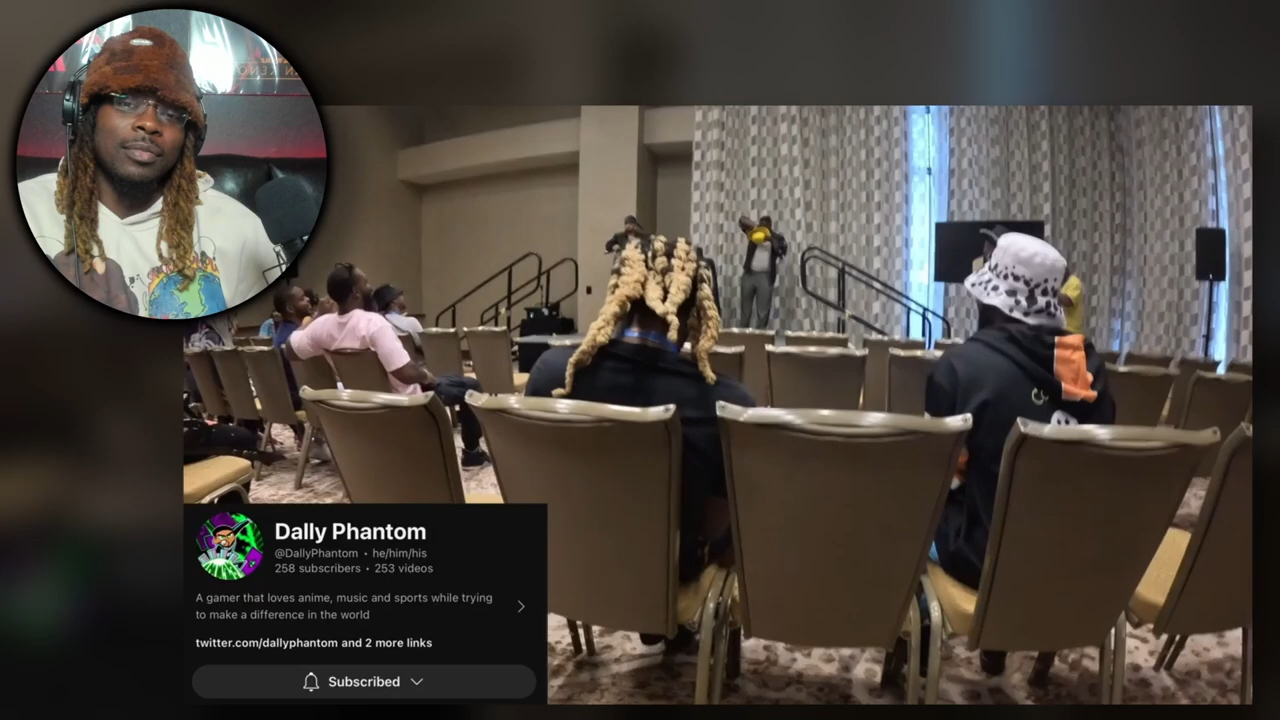 Dally Phantom
@DallyPhantom • he/him/his
258 subscribers • 253 videos
A gamer that loves anime, music and sports while trying
to make a difference in the world
twitter.com/dallyphantom and 2 more links
Subscribed